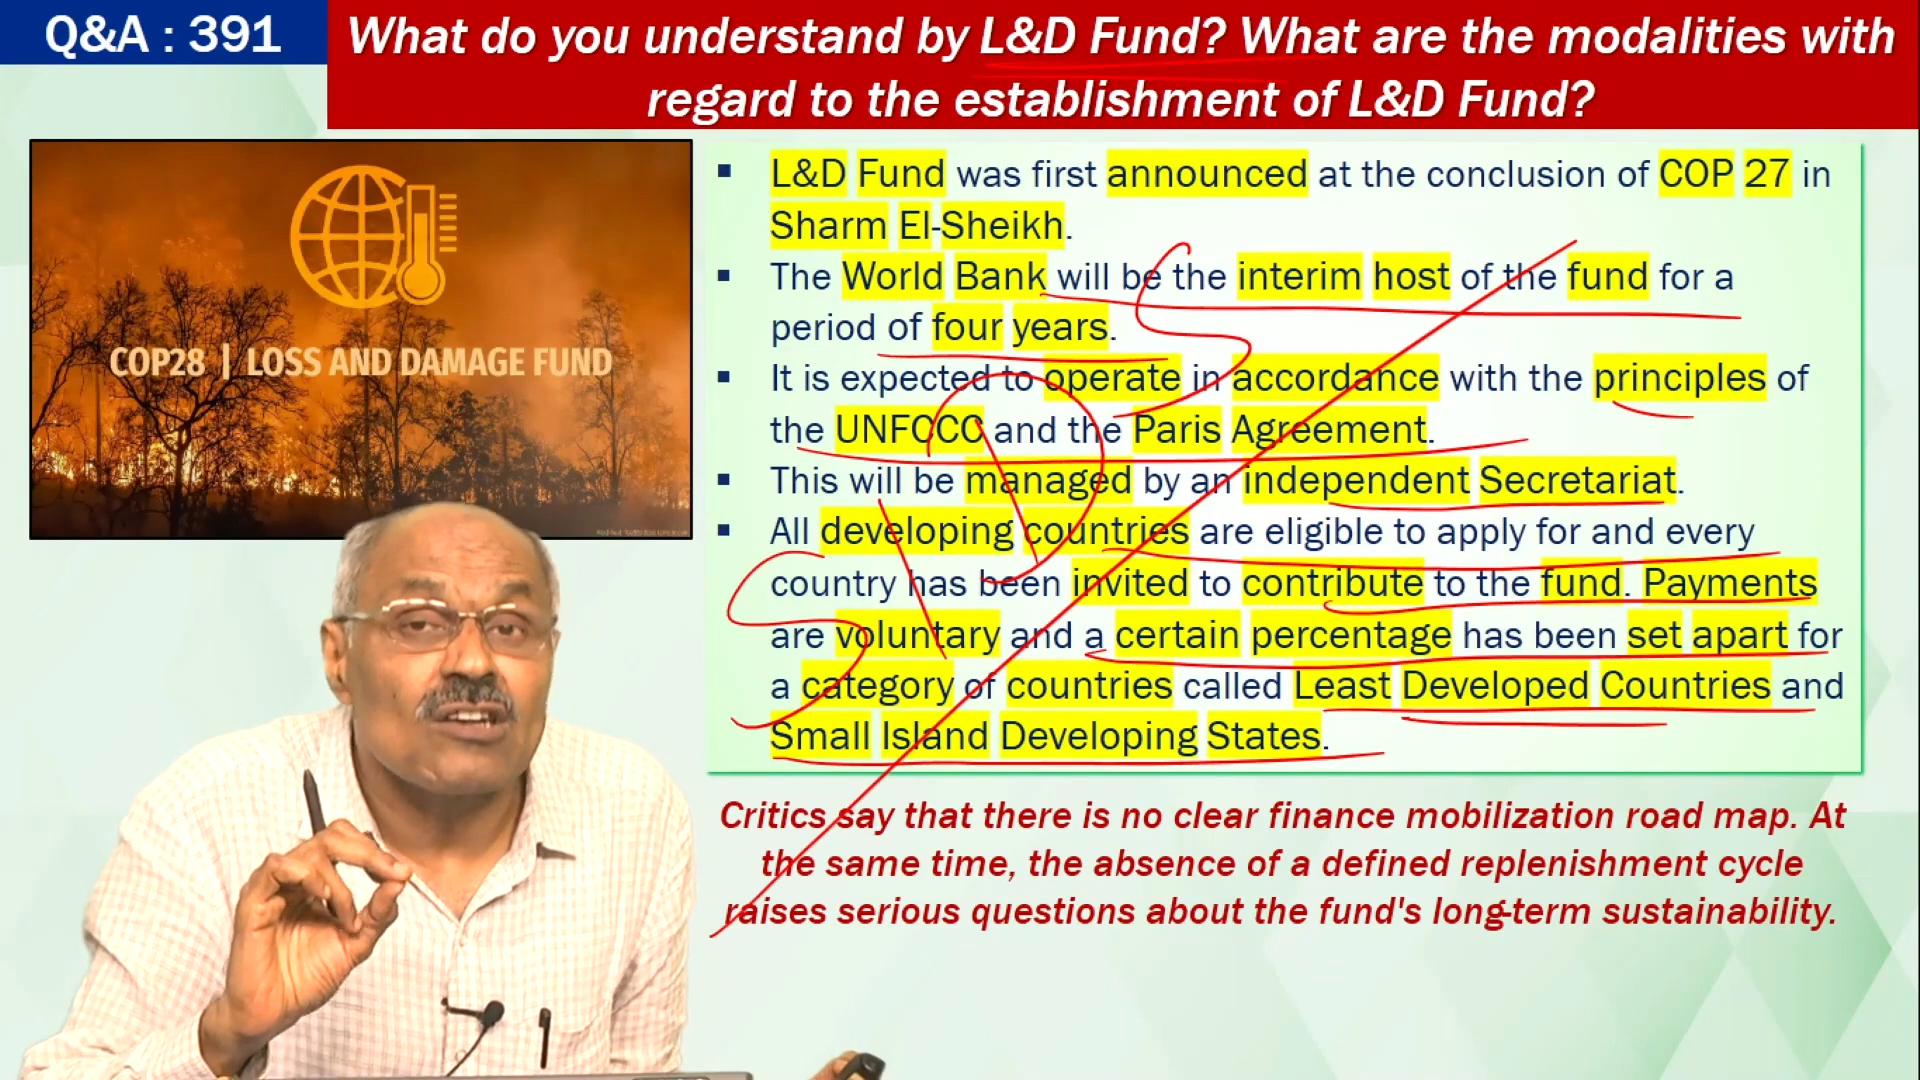 Q&A : 391
What do you understand by L&D Fund? What are the modalities with
regard to the establishment of L&D Fund?
COP28 | LOSS AND DAMAGE FUND
▪ L&D Fund was first announced at the conclusion of COP 27 in
Sharm El-Sheikh.
▪ The World Bank will be the interim host of the fund for a
period of four years.
▪ It is expected to operate in accordance with the principles of
the UNFCCC and the Paris Agreement.
▪ This will be managed by an independent Secretariat.
▪ All developing countries are eligible to apply for and every
country has been invited to contribute to the fund. Payments
are voluntary and a certain percentage has been set apart for
a category of countries called Least Developed Countries and
Small Island Developing States.
Critics say that there is no clear finance mobilization road map. At
the same time, the absence of a defined replenishment cycle
raises serious questions about the fund's long-term sustainability.